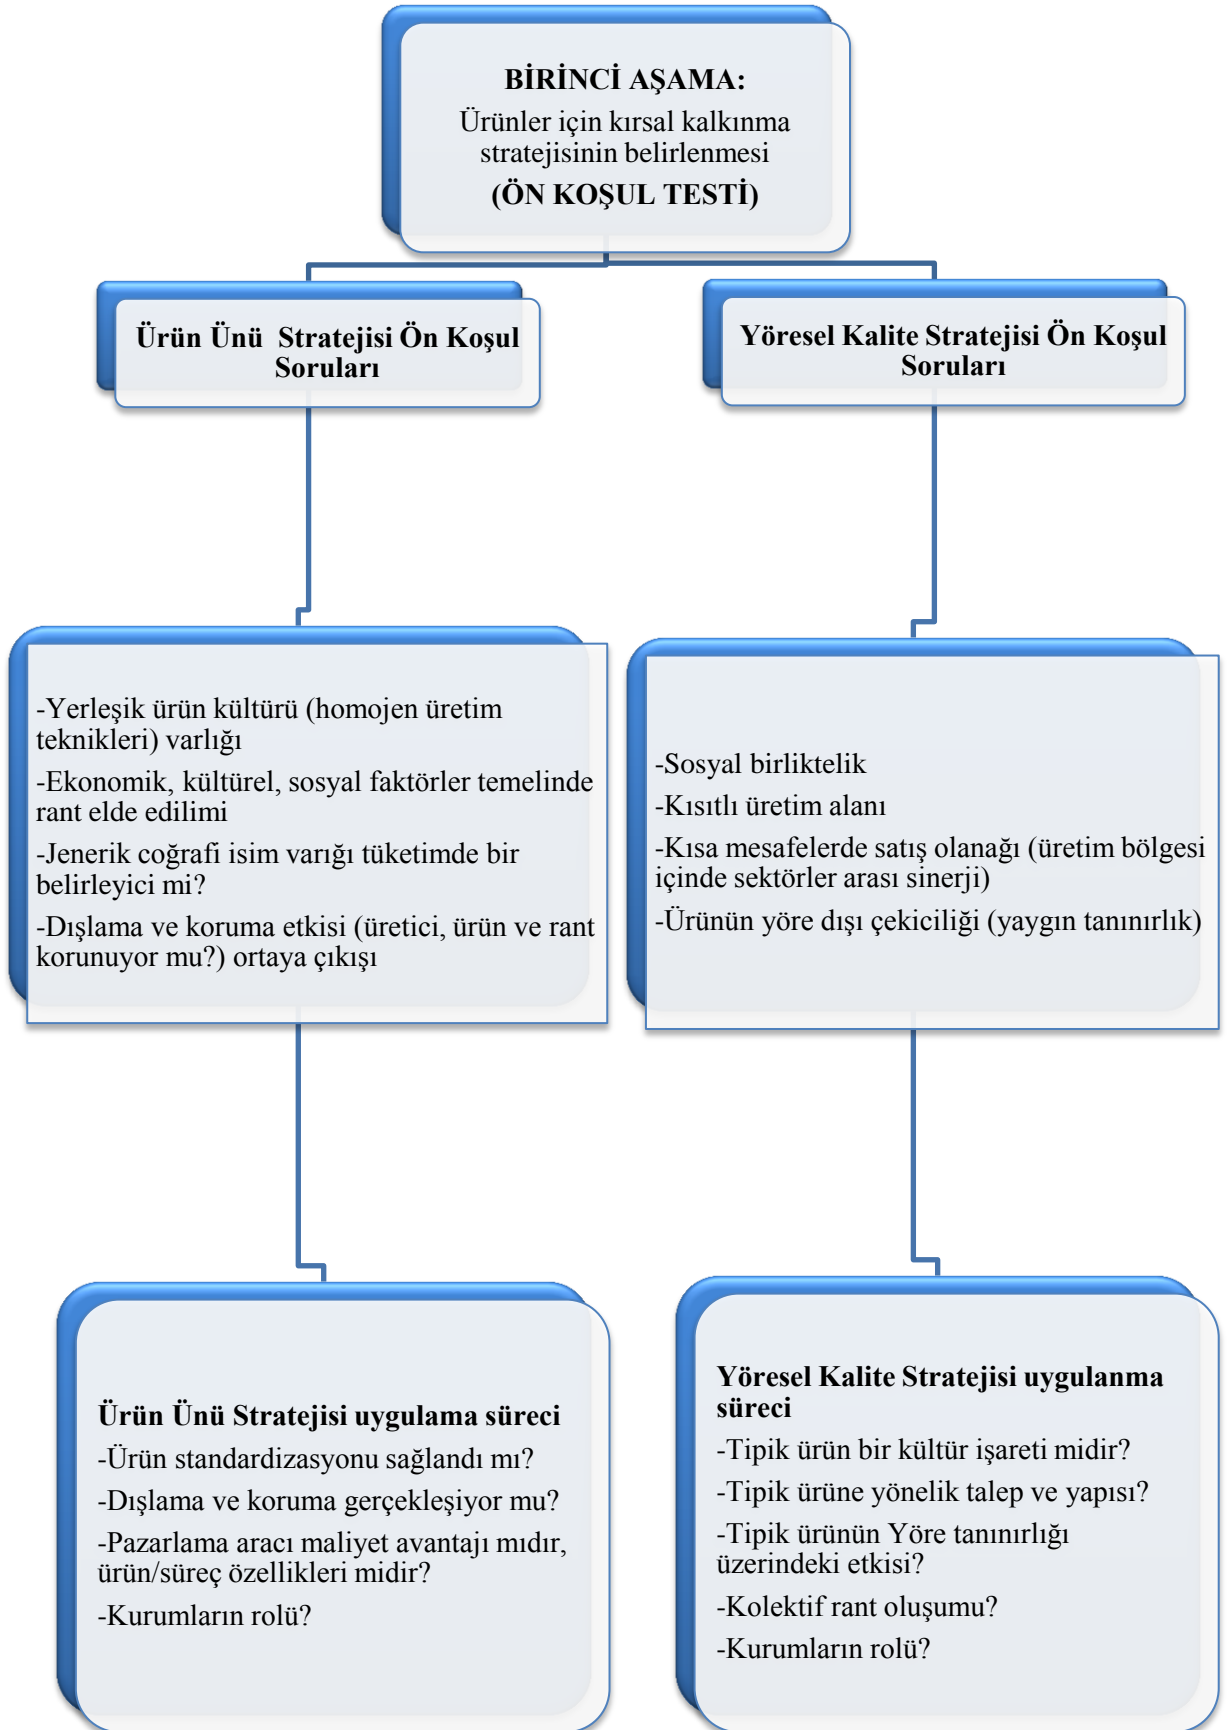 BİRİNCİ AŞAMA:
Ürünler için kırsal kalkınma
stratejisinin belirlenmesi
(ÖN KOŞUL TESTİ)
Ürün Ünü Stratejisi Ön Koşul
Soruları
Yöresel Kalite Stratejisi Ön Koşul
Soruları
-Yerleşik ürün kültürü (homojen üretim
teknikleri) varlığı
-Ekonomik, kültürel, sosyal faktörler temelinde
rant elde edilimi
-Jenerik coğrafi isim varığı tüketimde bir
belirleyici mi?
-Dışlama ve koruma etkisi (üretici, ürün ve rant
korunuyor mu?) ortaya çıkışı
-Sosyal birliktelik
-Kısıtlı üretim alanı
-Kısa mesafelerde satış olanağı (üretim bölgesi
içinde sektörler arası sinerji)
-Ürünün yöre dışı çekiciliği (yaygın tanınırlık)
Ürün Ünü Stratejisi uygulama süreci
-Ürün standardizasyonu sağlandı mı?
-Dışlama ve koruma gerçekleşiyor mu?
-Pazarlama aracı maliyet avantajı mıdır,
ürün/süreç özellikleri midir?
-Kurumların rolü?
Yöresel Kalite Stratejisi uygulanma
süreci
-Tipik ürün bir kültür işareti midir?
-Tipik ürüne yönelik talep ve yapısı?
-Tipik ürünün Yöre tanınırlığı
üzerindeki etkisi?
-Kolektif rant oluşumu?
-Kurumların rolü?